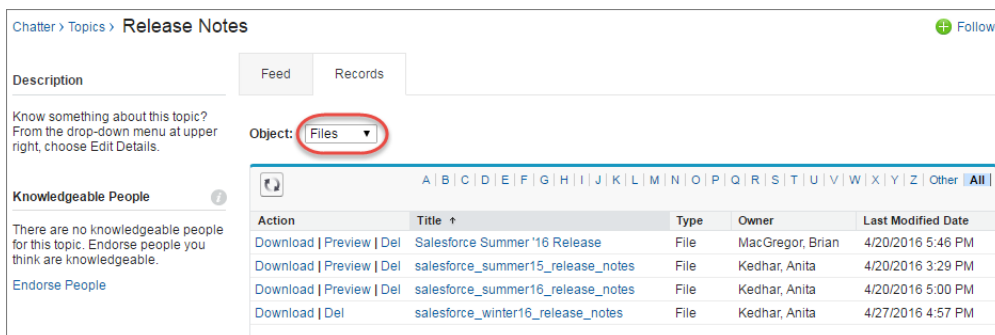 Chatter › Topics › Release Notes
Follow
Description
Know something about this topic?
From the drop-down menu at upper
right, choose Edit Details.
Knowledgeable People
There are no knowledgeable people
for this topic. Endorse people you
think are knowledgeable.
Endorse People
Feed Records
Object: Files
A | B | C | D | E | F | G | H | I | J | K | L | M | N | O | P | Q | R | S | T | U | V | W | X | Y | Z | Other | All |
Action Title ↑ Type Owner Last Modified Date
Download | Preview | Del Salesforce Summer '16 Release File MacGregor, Brian 4/20/2016 5:46 PM
Download | Preview | Del salesforce_summer15_release_notes File Kedhar, Anita 4/20/2016 3:29 PM
Download | Preview | Del salesforce_summer16_release_notes File Kedhar, Anita 4/20/2016 5:00 PM
Download | Del salesforce_winter16_release_notes File Kedhar, Anita 4/27/2016 4:57 PM